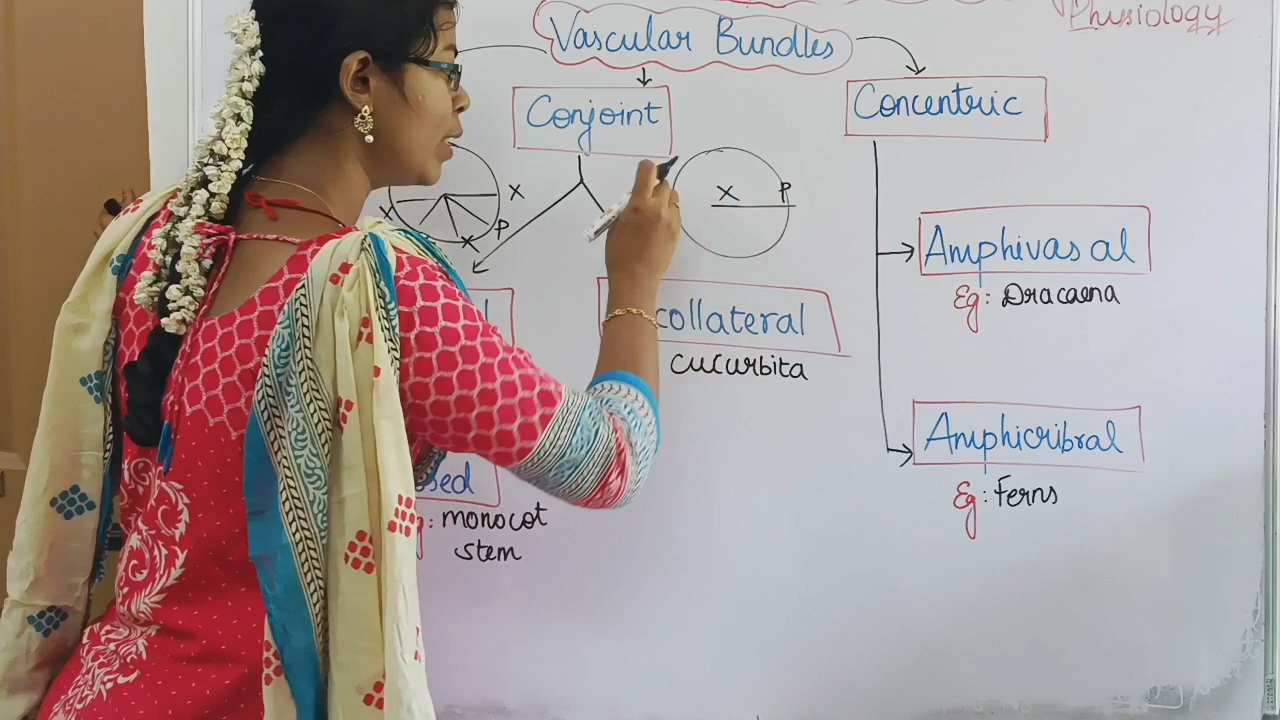 Physiology
Vascular Bundles
Conjoint
Concentric
X
X P
X
P
X
Amphivasal
Eg: Dracaena
collateral
cucurbita
Amphicribral
Eg: Ferns
sed
: monocot
stem